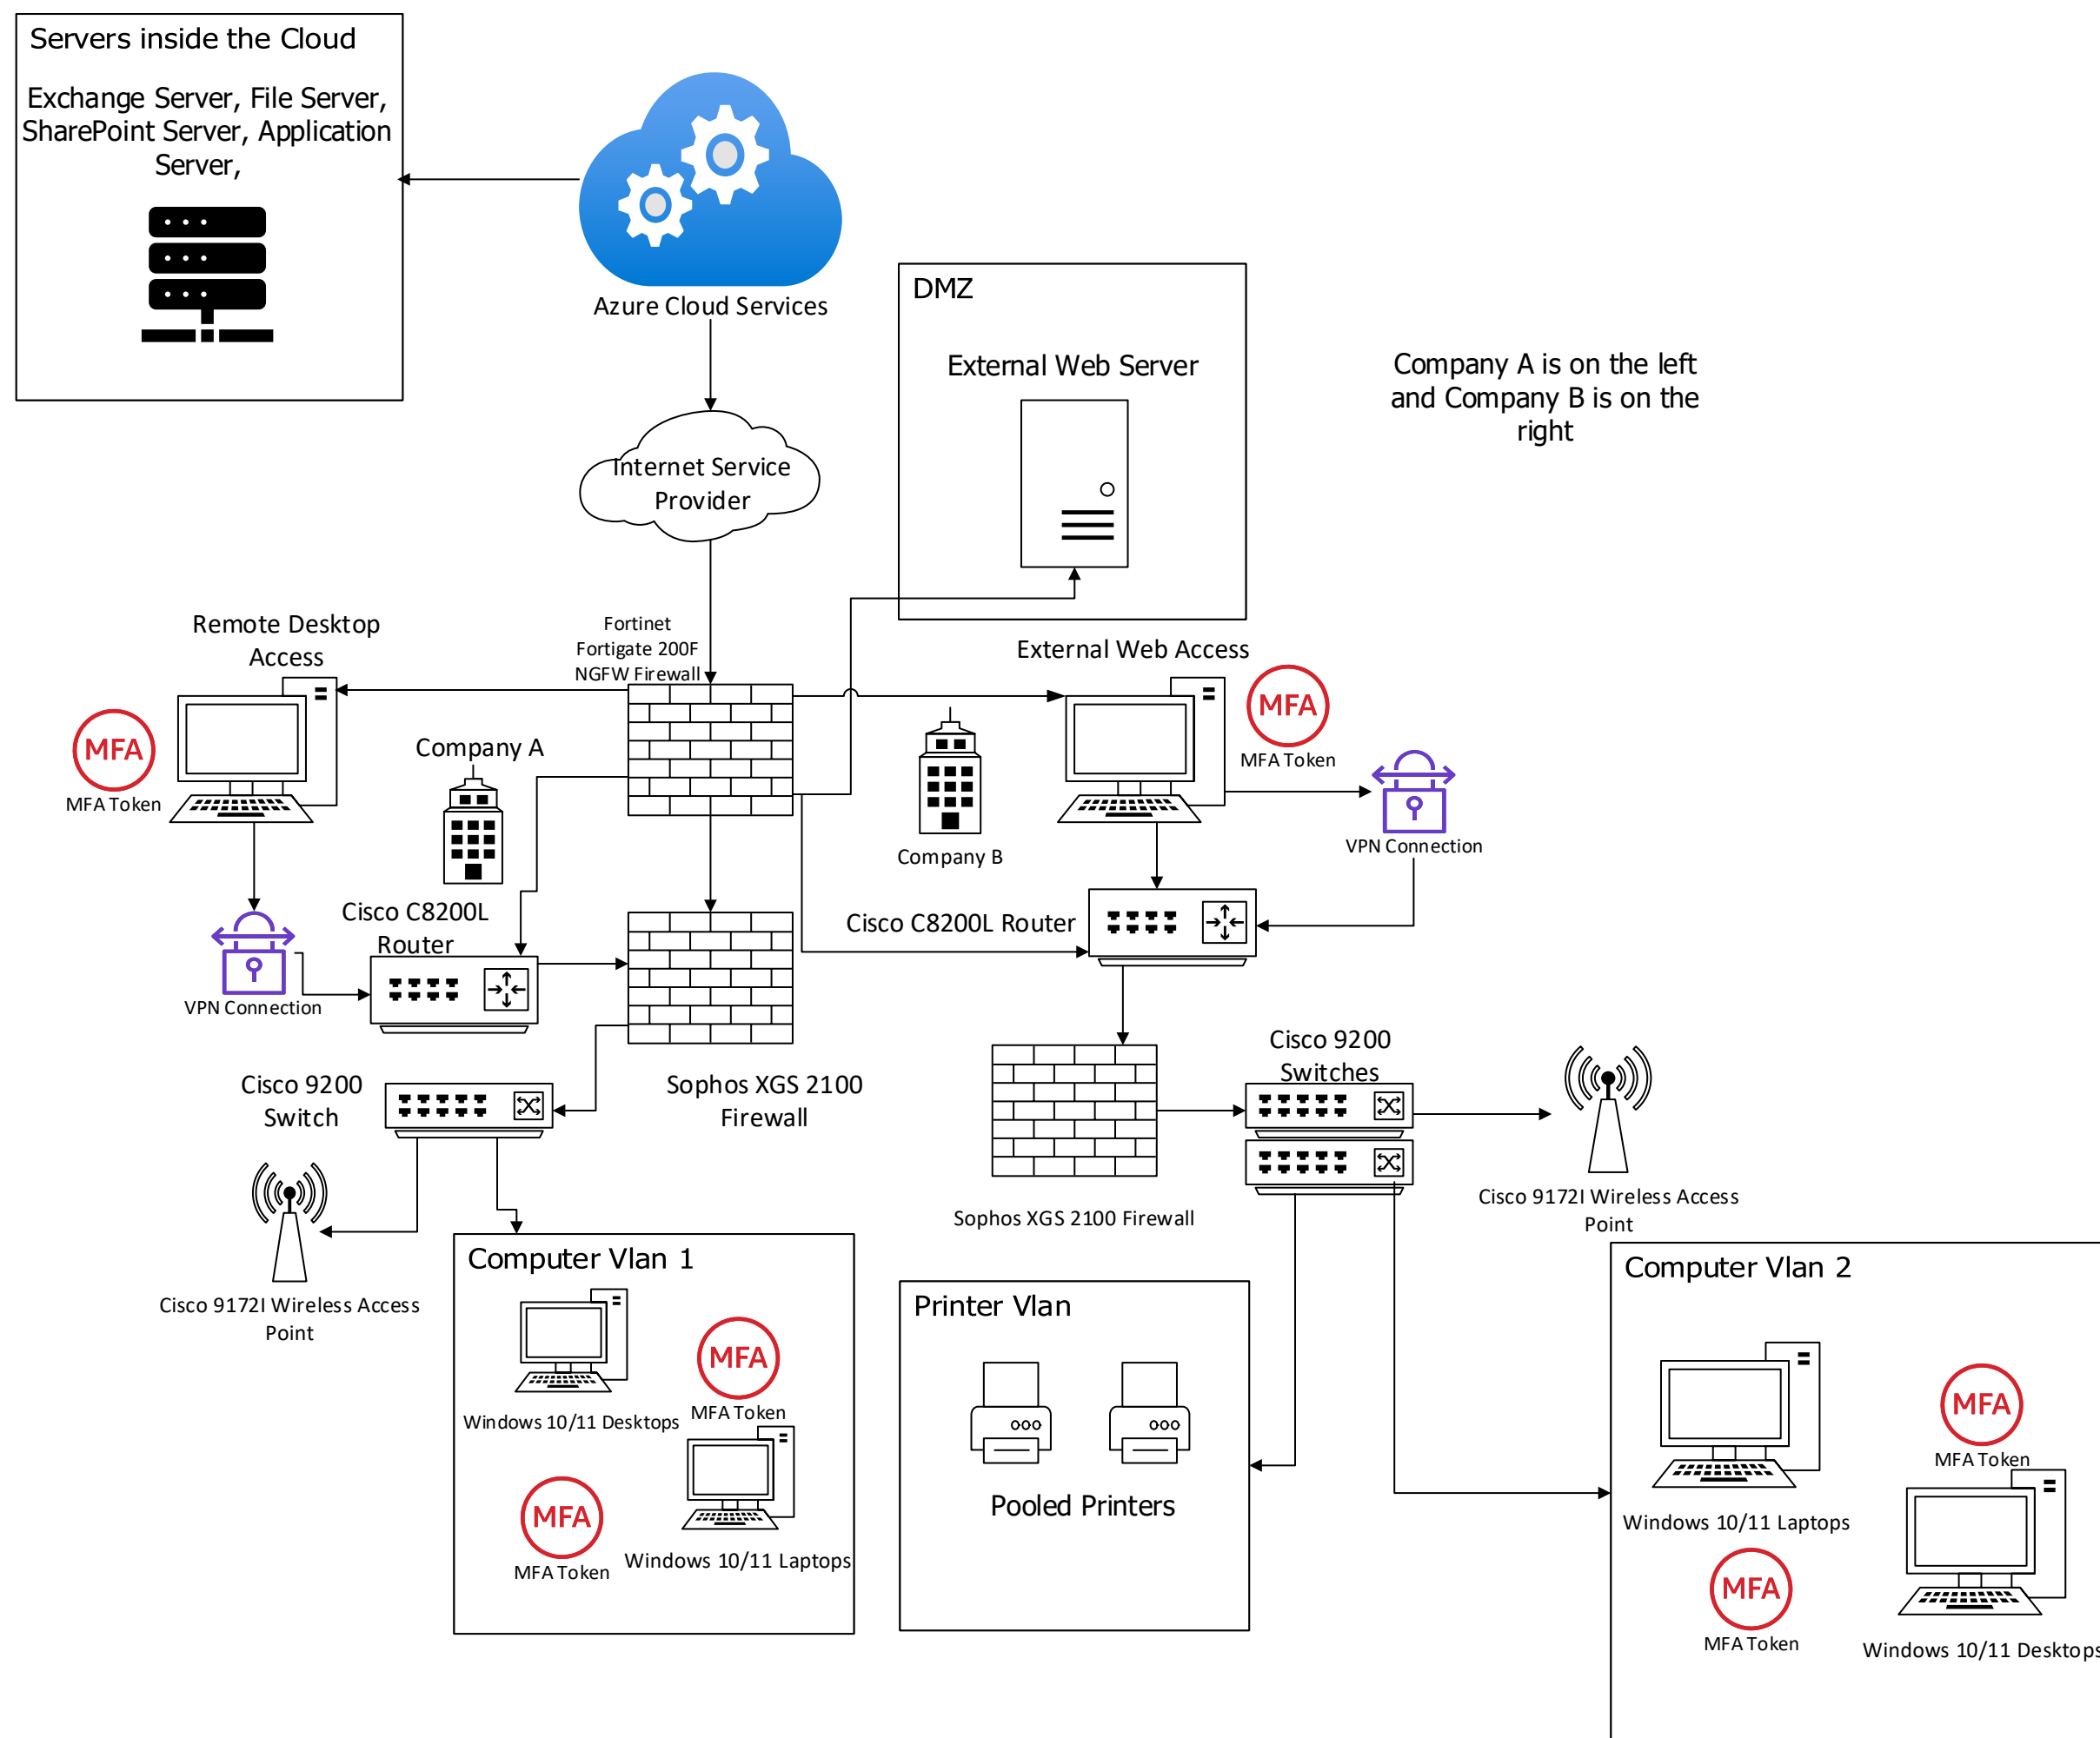 Servers inside the Cloud
Exchange Server, File Server,
SharePoint Server, Application
Server,
Azure Cloud Services
DMZ
External Web Server
Company A is on the left
and Company B is on the
right
Internet Service
Provider
Remote Desktop
Access
Fortinet
Fortigate 200F
NGFW Firewall
External Web Access
MFA
MFA Token
MFA
MFA Token
Company A
Company B
VPN Connection
Cisco C8200L
Router
Cisco C8200L Router
VPN Connection
Cisco 9200
Switch
Sophos XGS 2100
Firewall
Cisco 9200
Switches
Sophos XGS 2100 Firewall
Cisco 9172I Wireless Access
Point
Cisco 9172I Wireless Access
Point
Computer Vlan 1
Windows 10/11 Desktops
MFA
MFA Token
MFA
MFA Token
Windows 10/11 Laptops
Printer Vlan
Pooled Printers
Computer Vlan 2
MFA
MFA Token
Windows 10/11 Laptops
MFA
MFA Token
Windows 10/11 Desktops